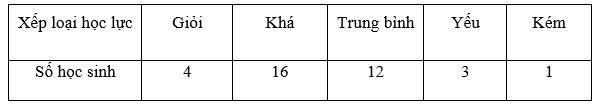 Xếp loại học lực Giỏi Khá Trung bình Yếu Kém
Số học sinh 4 16 12 3 1